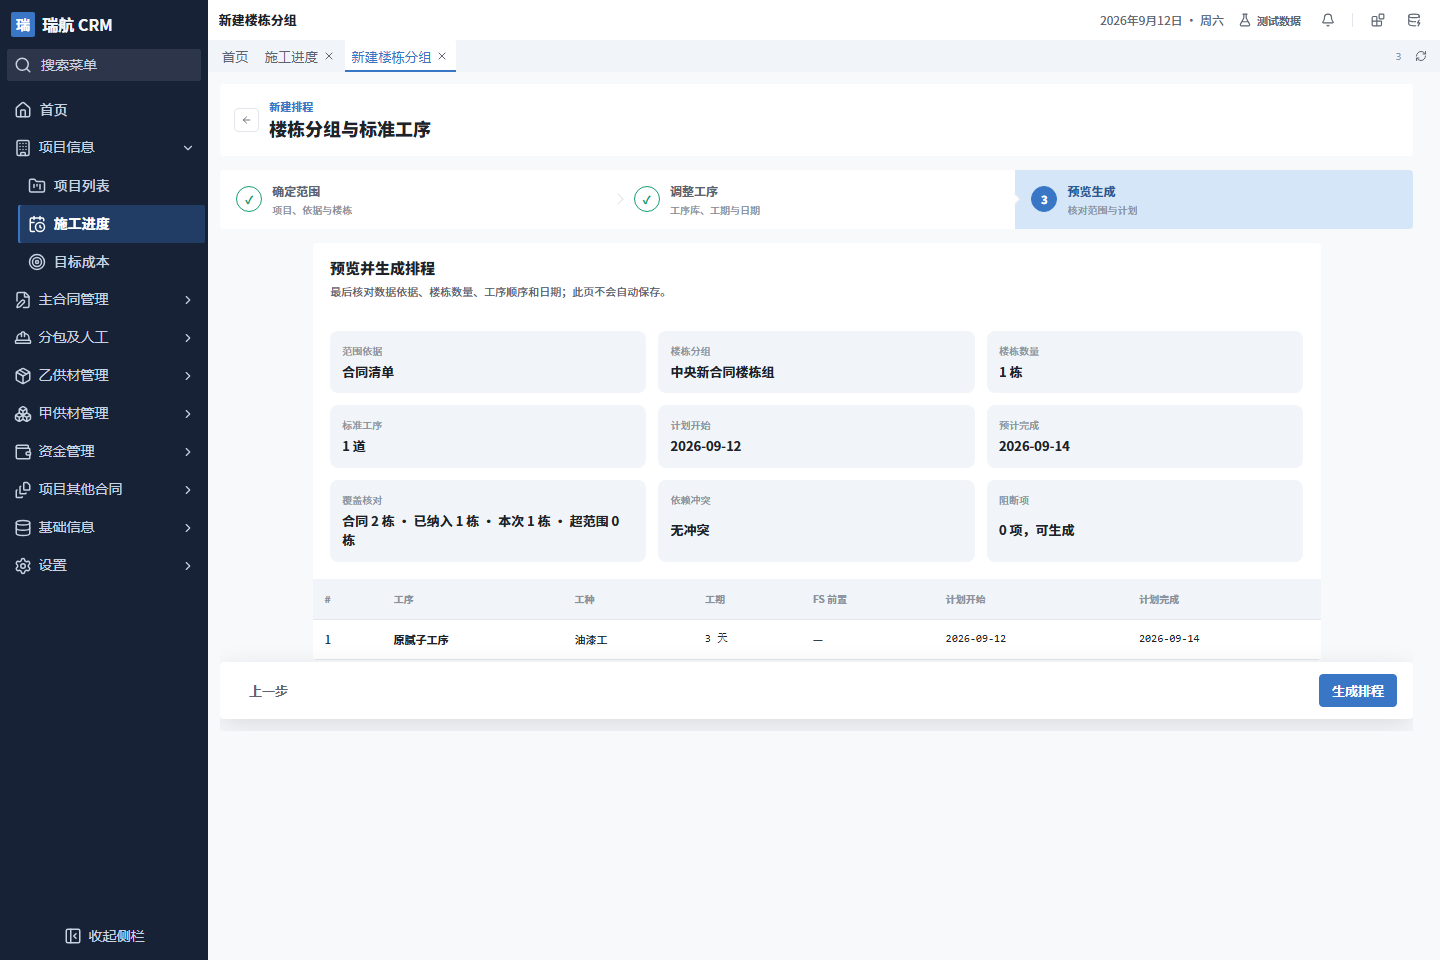 瑞 瑞航 CRM
搜索菜单
首页
项目信息
项目列表
施工进度
目标成本
主合同管理
分包及人工
乙供材管理
甲供材管理
资金管理
项目其他合同
基础信息
设置
收起侧栏
新建楼栋分组
2026年9月12日 • 周六 测试数据
首页 施工进度 × 新建楼栋分组 ×
3
新建排程
楼栋分组与标准工序
确定范围
项目、依据与楼栋
调整工序
工序库、工期与日期
3 预览生成
核对范围与计划
预览并生成排程
最后核对数据依据、楼栋数量、工序顺序和日期；此页不会自动保存。
范围依据
合同清单
楼栋分组
中央新合同楼栋组
楼栋数量
1 栋
标准工序
1 道
计划开始
2026-09-12
预计完成
2026-09-14
覆盖核对
合同 2 栋 • 已纳入 1 栋 • 本次 1 栋 • 超范围 0
栋
依赖冲突
无冲突
阻断项
0 项，可生成
# 工序 工种 工期 FS 前置 计划开始 计划完成
1 原腻子工序 油漆工 3 天 — 2026-09-12 2026-09-14
上一步 生成排程